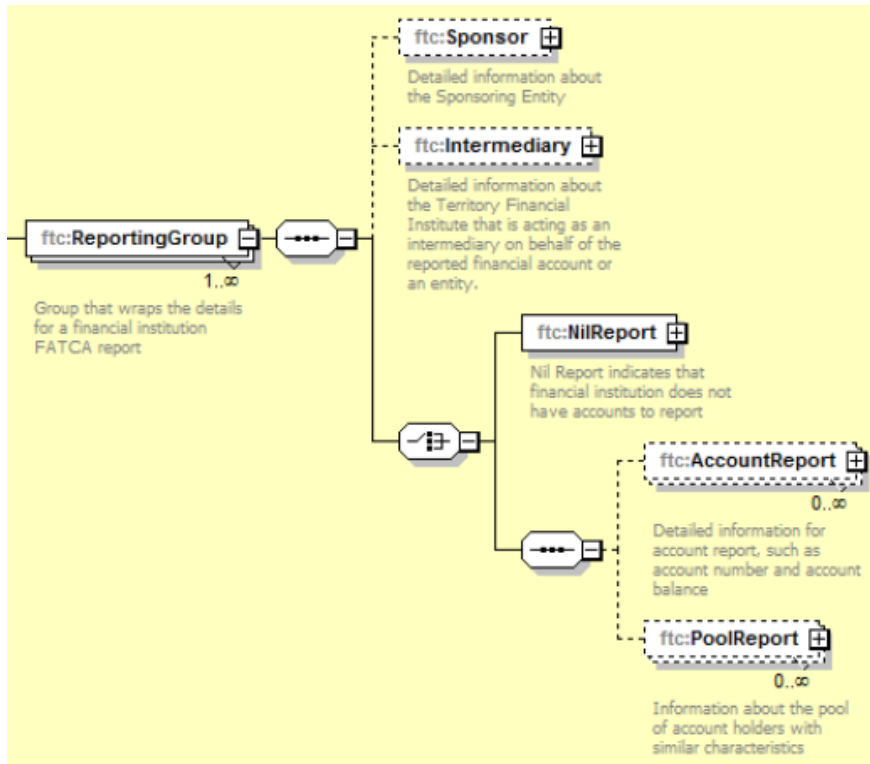 ftc:Sponsor
Detailed information about
the Sponsoring Entity
ftc:Intermediary
Detailed information about
the Territory Financial
Institute that is acting as an
intermediary on behalf of the
reported financial account or
an entity.
ftc:ReportingGroup
1..∞
Group that wraps the details
for a financial institution
FATCA report
ftc:NilReport
Nil Report indicates that
financial institution does not
have accounts to report
ftc:AccountReport
0..∞
Detailed information for
account report, such as
account number and account
balance
ftc:PoolReport
0..∞
Information about the pool
of account holders with
similar characteristics